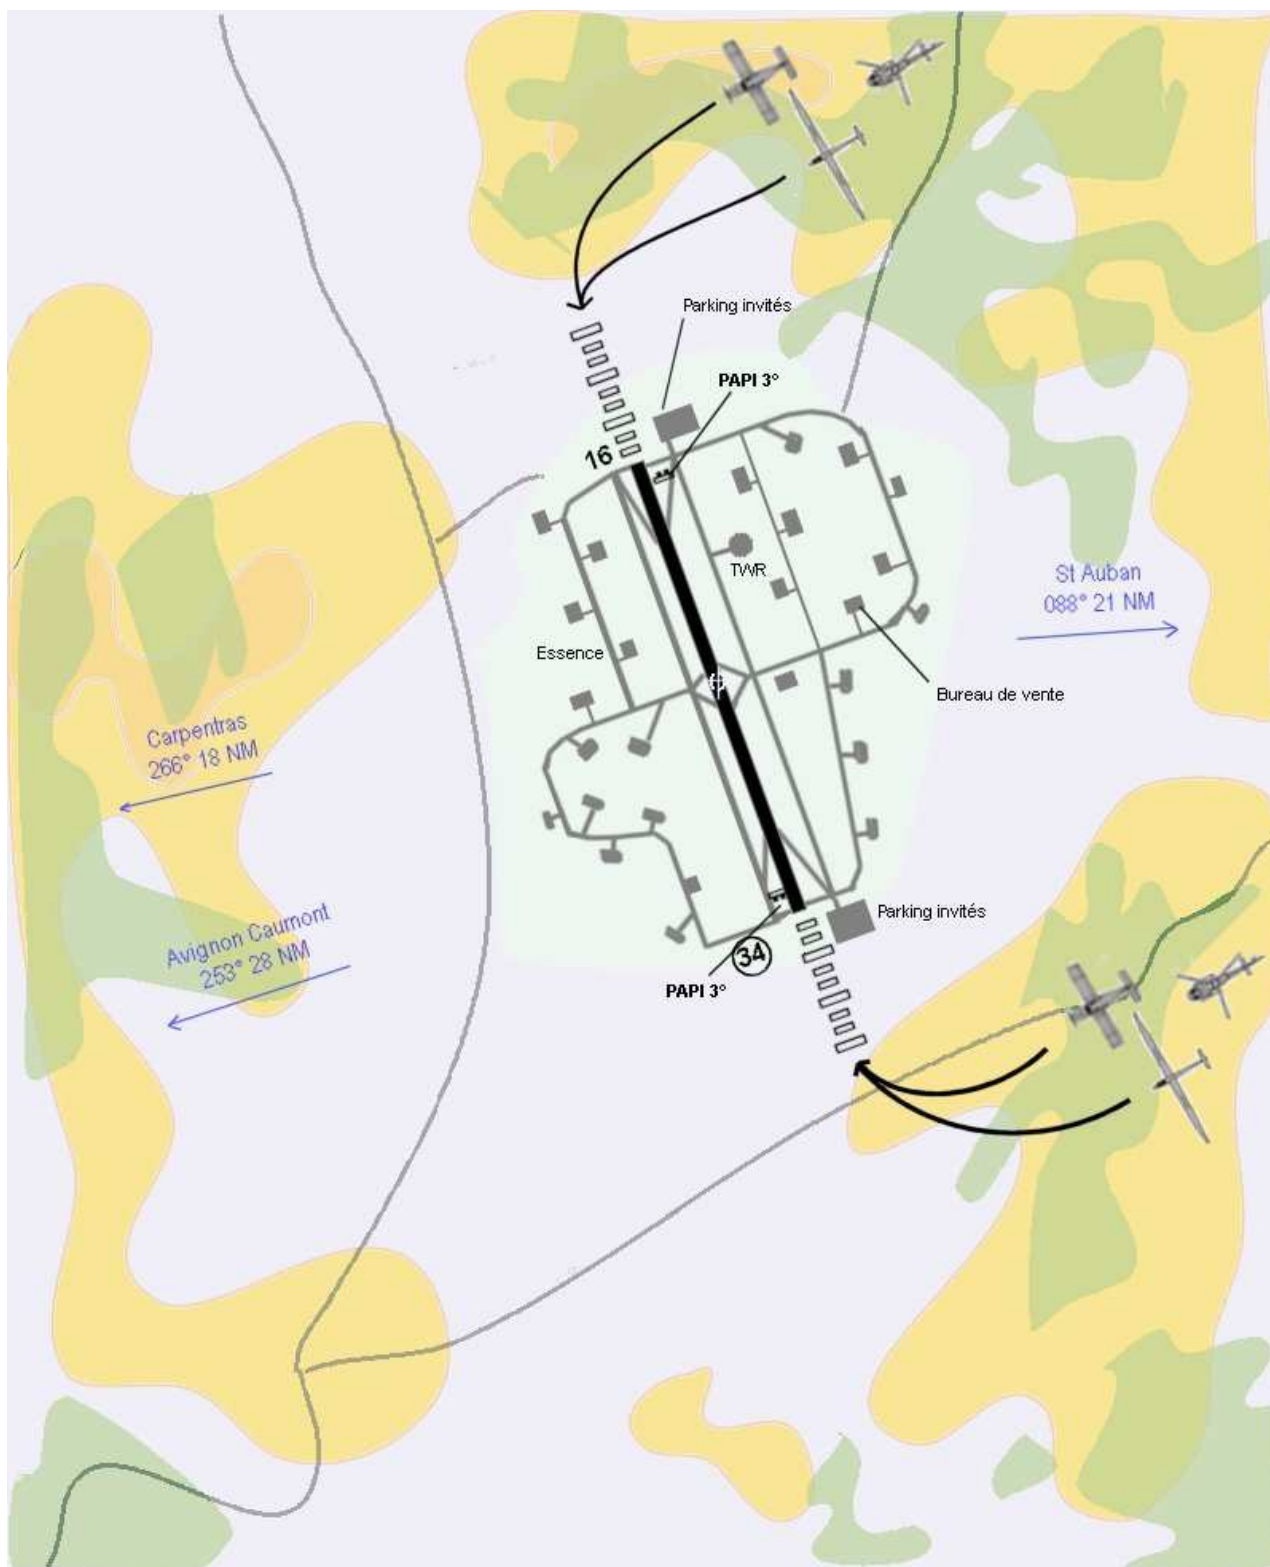 Parking invités
PAPI 3°
16
TWR
St Auban
088° 21 NM
Essence
Bureau de vente
Carpentras
266° 18 NM
Parking invités
Avignon Caumont
253° 28 NM
34
PAPI 3°